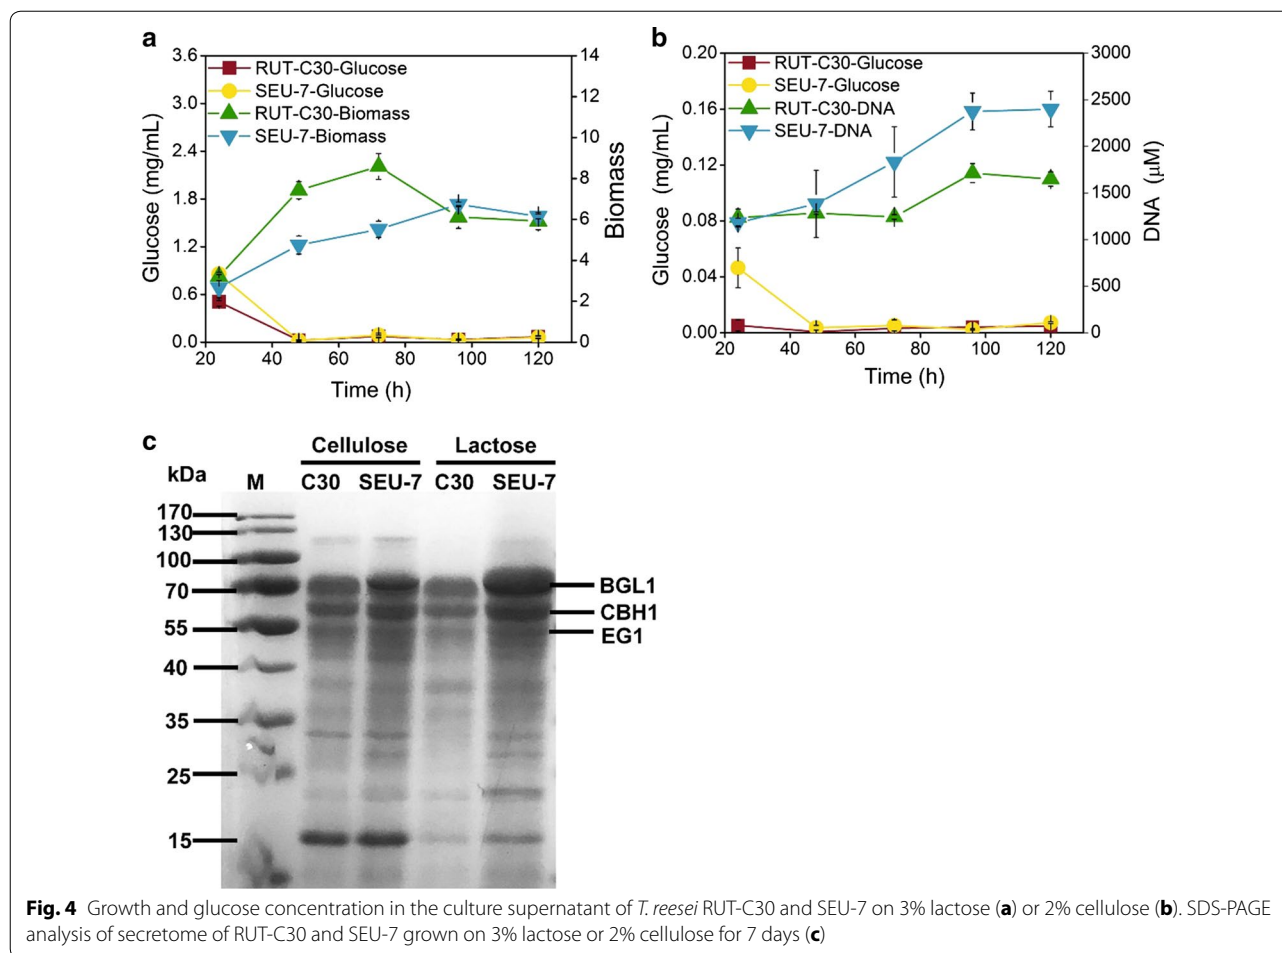 a
3.6
3.0
2.4
1.8
1.2
0.6
0.0
Glucose (mg/mL)
RUT-C30-Glucose
SEU-7-Glucose
RUT-C30-Biomass
SEU-7-Biomass
14
12
10
8
6
4
2
0
Biomass
20 40 60 80 100 120
Time (h)
b
0.20
0.16
0.12
0.08
0.04
0.00
Glucose (mg/mL)
RUT-C30-Glucose
SEU-7-Glucose
RUT-C30-DNA
SEU-7-DNA
3000
2500
2000
1500
1000
500
0
DNA (μM)
20 40 60 80 100 120
Time (h)
c
Cellulose Lactose
kDa M C30 SEU-7 C30 SEU-7
170
130
100
70
55
40
35
25
15
BGL1
CBH1
EG1
Fig. 4 Growth and glucose concentration in the culture supernatant of T. reesei RUT-C30 and SEU-7 on 3% lactose (a) or 2% cellulose (b). SDS-PAGE
analysis of secretome of RUT-C30 and SEU-7 grown on 3% lactose or 2% cellulose for 7 days (c)